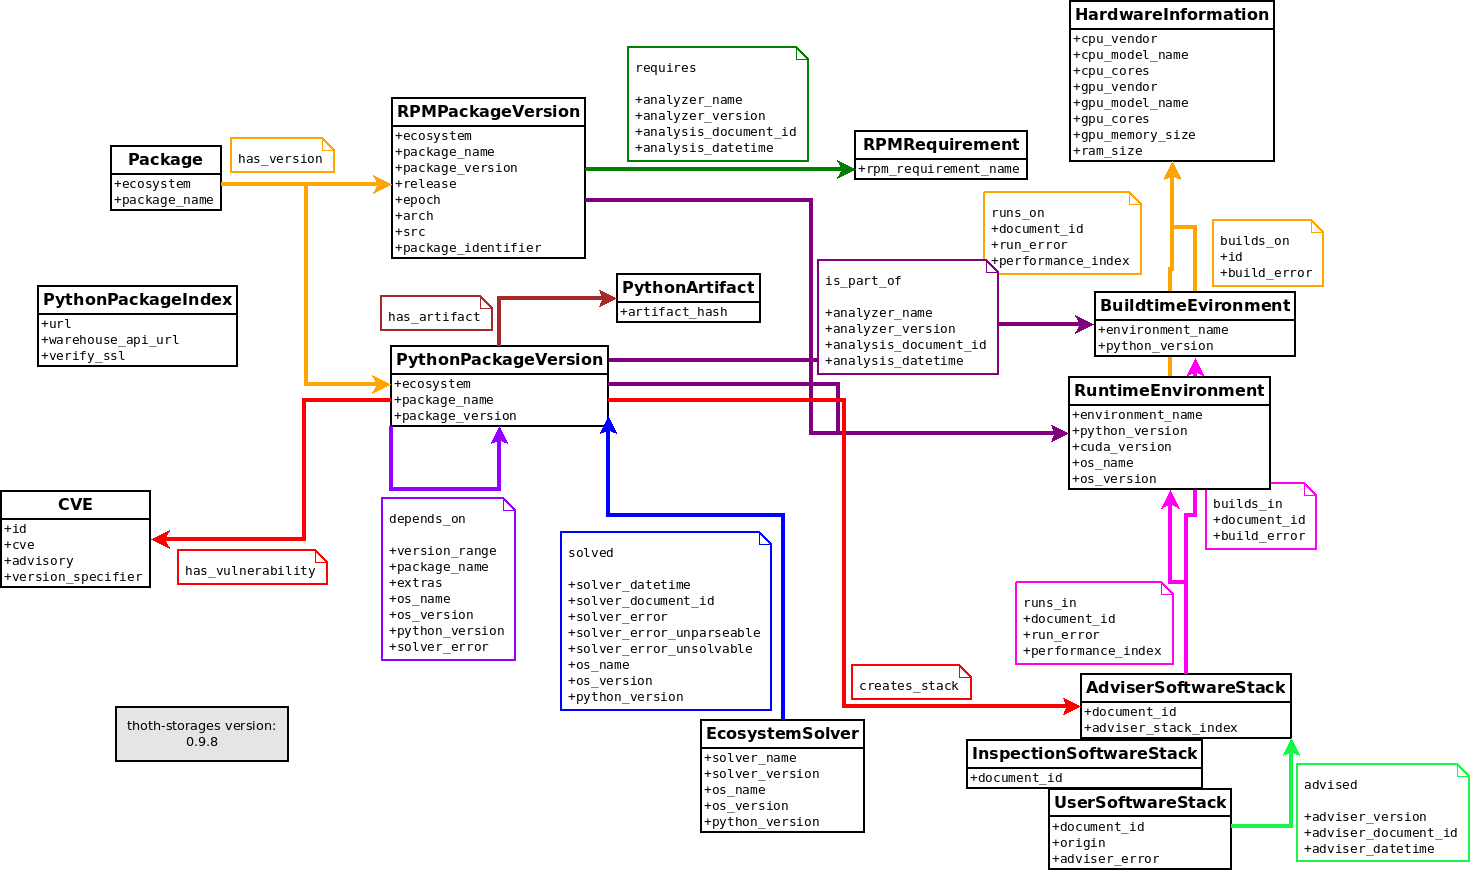 HardwareInformation
+cpu_vendor
+cpu_model_name
+cpu_cores
+gpu_vendor
+gpu_model_name
+gpu_cores
+gpu_memory_size
+ram_size
requires
+analyzer_name
+analyzer_version
+analysis_document_id
+analysis_datetime
RPMPackageVersion
+ecosystem
+package_name
+package_version
+release
+epoch
+arch
+src
+package_identifier
RPMRequirement
+rpm_requirement_name
Package
+ecosystem
+package_name
has_version
runs_on
+document_id
+run_error
+performance_index
builds_on
+id
+build_error
is_part_of
+analyzer_name
+analyzer_version
+analysis_document_id
+analysis_datetime
PythonArtifact
+artifact_hash
PythonPackageIndex
+url
+warehouse_api_url
+verify_ssl
has_artifact
BuildtimeEvironment
+environment_name
+python_version
PythonPackageVersion
+ecosystem
+package_name
+package_version
RuntimeEnvironment
+environment_name
+python_version
+cuda_version
+os_name
+os_version
CVE
+id
+cve
+advisory
+version_specifier
has_vulnerability
depends_on
+version_range
+package_name
+extras
+os_name
+os_version
+python_version
+solver_error
solved
+solver_datetime
+solver_document_id
+solver_error
+solver_error_unparseable
+solver_error_unsolvable
+os_name
+os_version
+python_version
builds_in
+document_id
+build_error
runs_in
+document_id
+run_error
+performance_index
creates_stack
AdviserSoftwareStack
+document_id
+adviser_stack_index
thoth-storages version:
0.9.8
EcosystemSolver
+solver_name
+solver_version
+os_name
+os_version
+python_version
InspectionSoftwareStack
+document_id
UserSoftwareStack
+document_id
+origin
+adviser_error
advised
+adviser_version
+adviser_document_id
+adviser_datetime